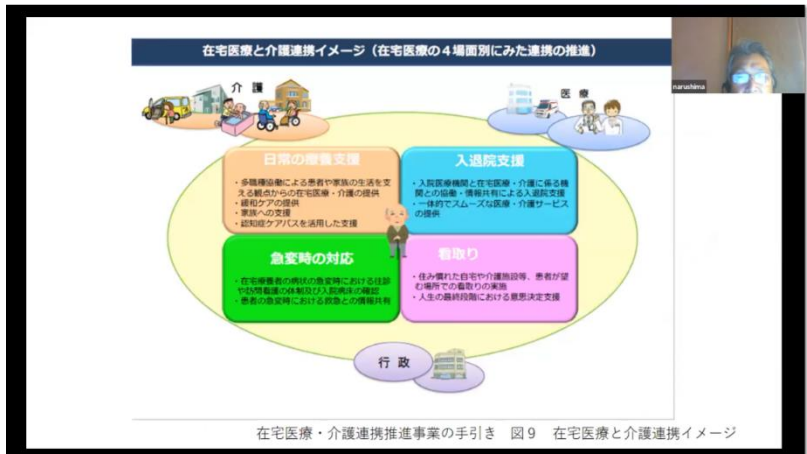 在宅医療と介護連携イメージ（在宅医療の４場面別にみた連携の推進）
narushima
介護
医療
日常の療養支援
・多職種協働による患者や家族の生活を支
える観点からの在宅医療・介護の提供
・緩和ケアの提供
・家族への支援
・認知症ケアパスを活用した支援
入退院支援
・入院医療機関と在宅医療・介護に係る機
関との協働・情報共有による入退院支援
・一体的でスムーズな医療・介護サービス
の提供
急変時の対応
・在宅療養者の病状の急変時における往診
や訪問看護の体制及び入院病床の確認
・患者の急変時における救急との情報共有
看取り
・住み慣れた自宅や介護施設等、患者が望
む場所での看取りの実施
・人生の最終段階における意思決定支援
行政
在宅医療・介護連携推進事業の手引き　図９　在宅医療と介護連携イメージ